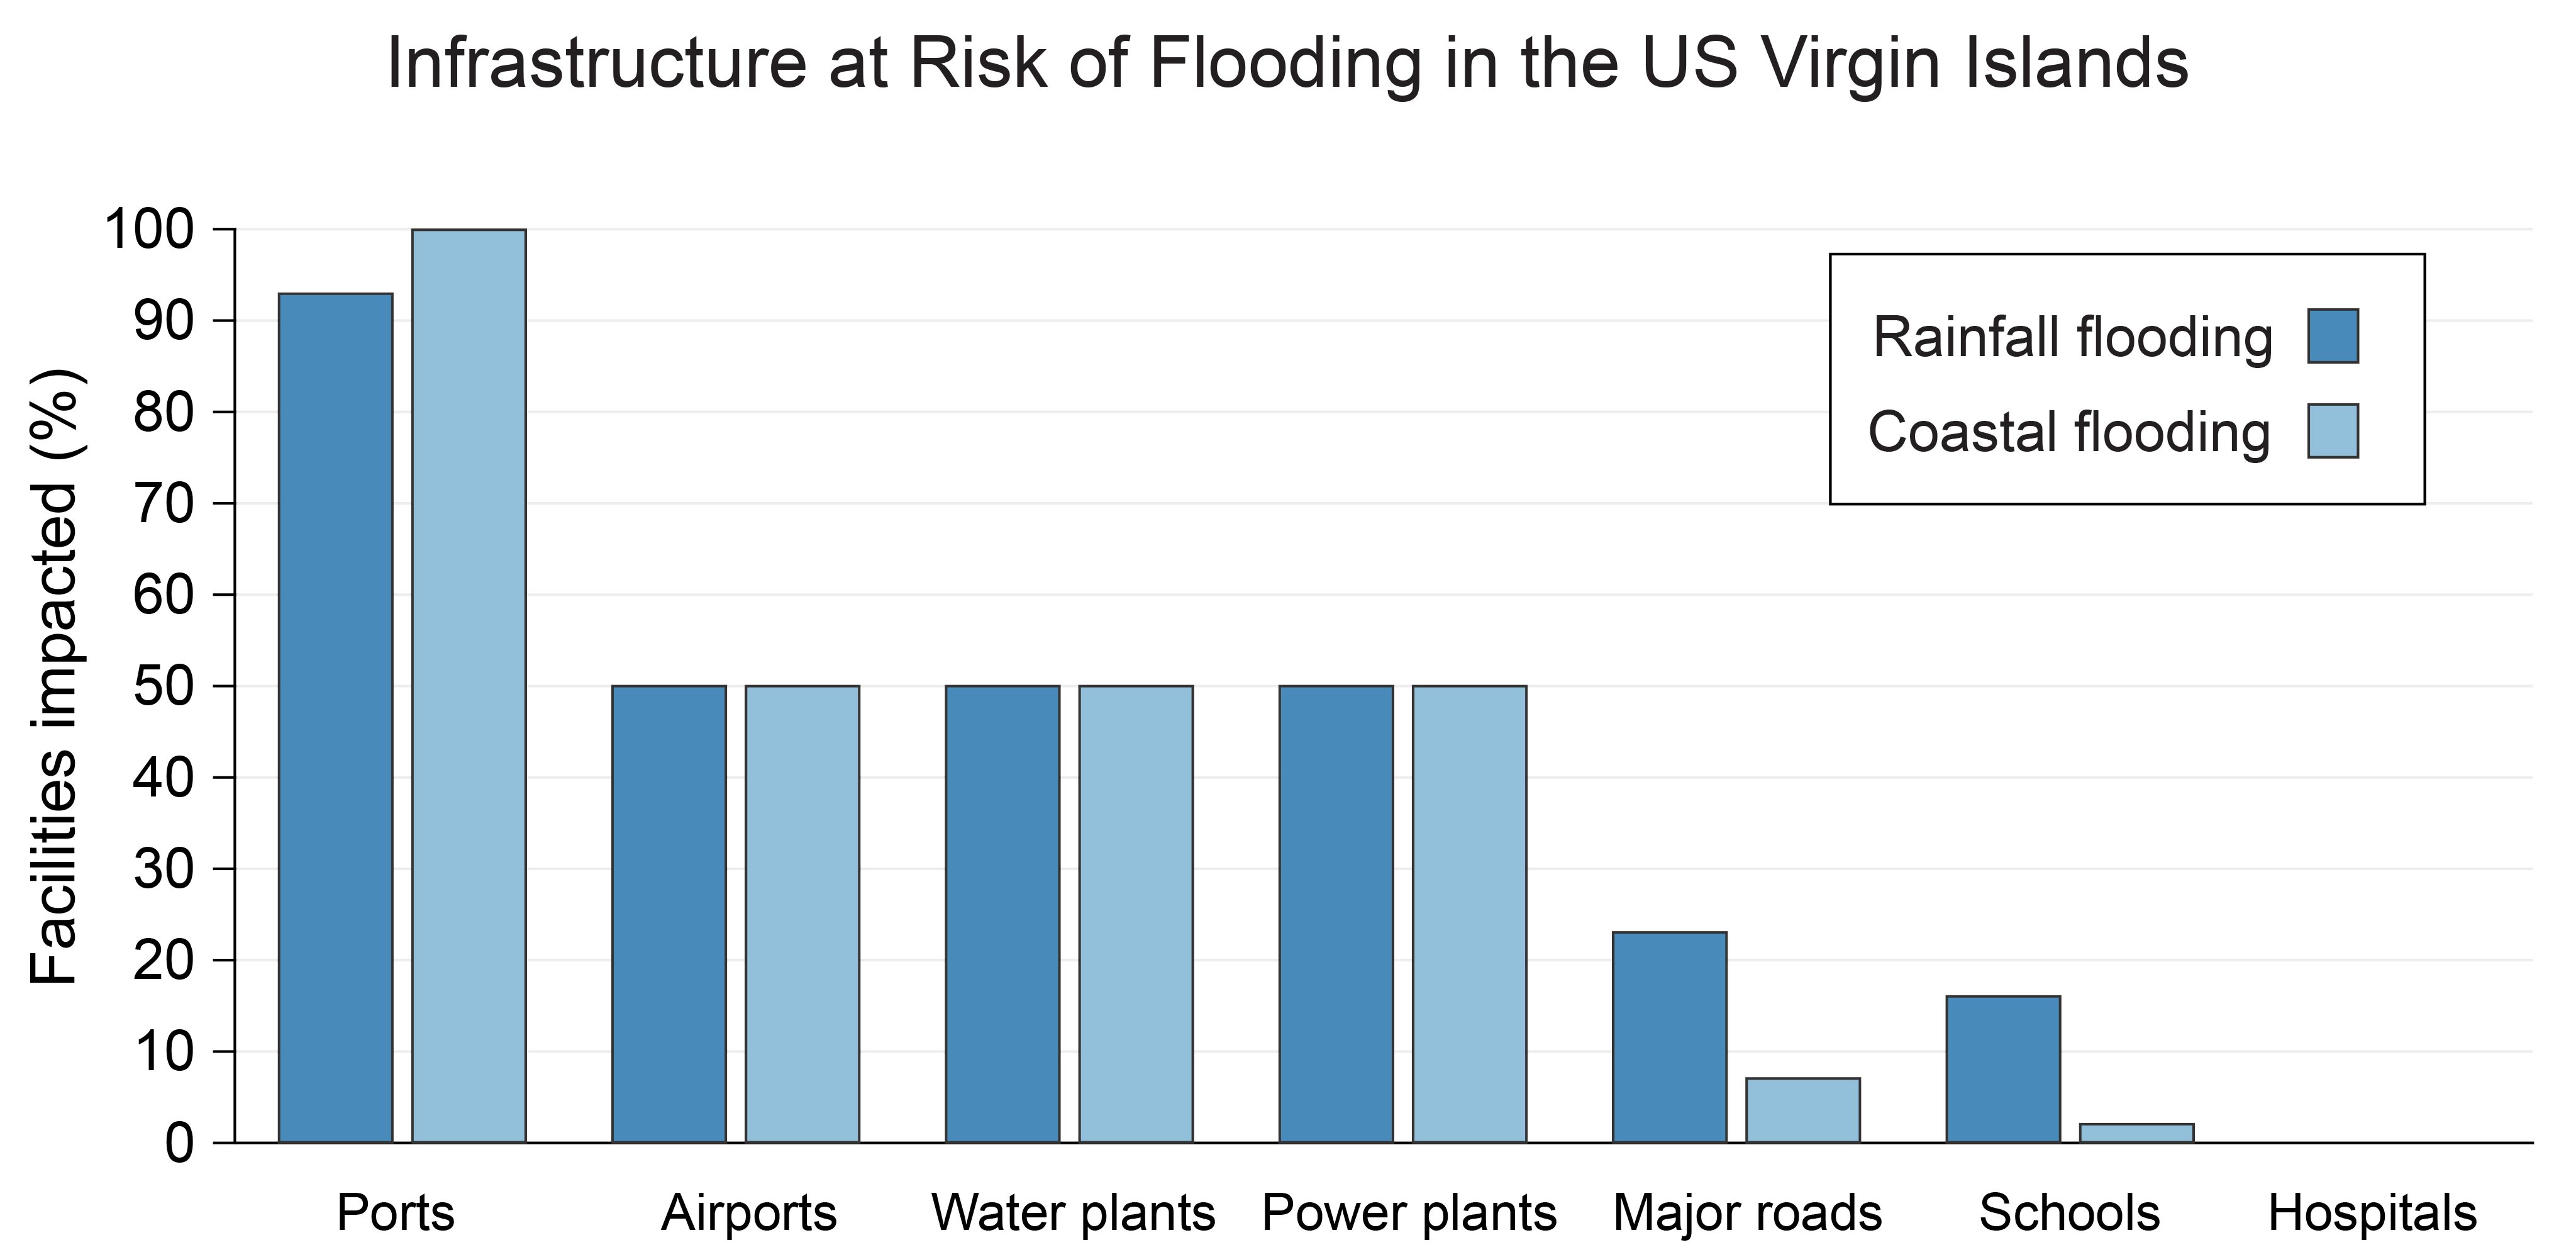 Infrastructure at Risk of Flooding in the US Virgin Islands
Facilities impacted (%)
100
90
80
70
60
50
40
30
20
10
0
Rainfall flooding
Coastal flooding
Ports
Airports
Water plants
Power plants
Major roads
Schools
Hospitals